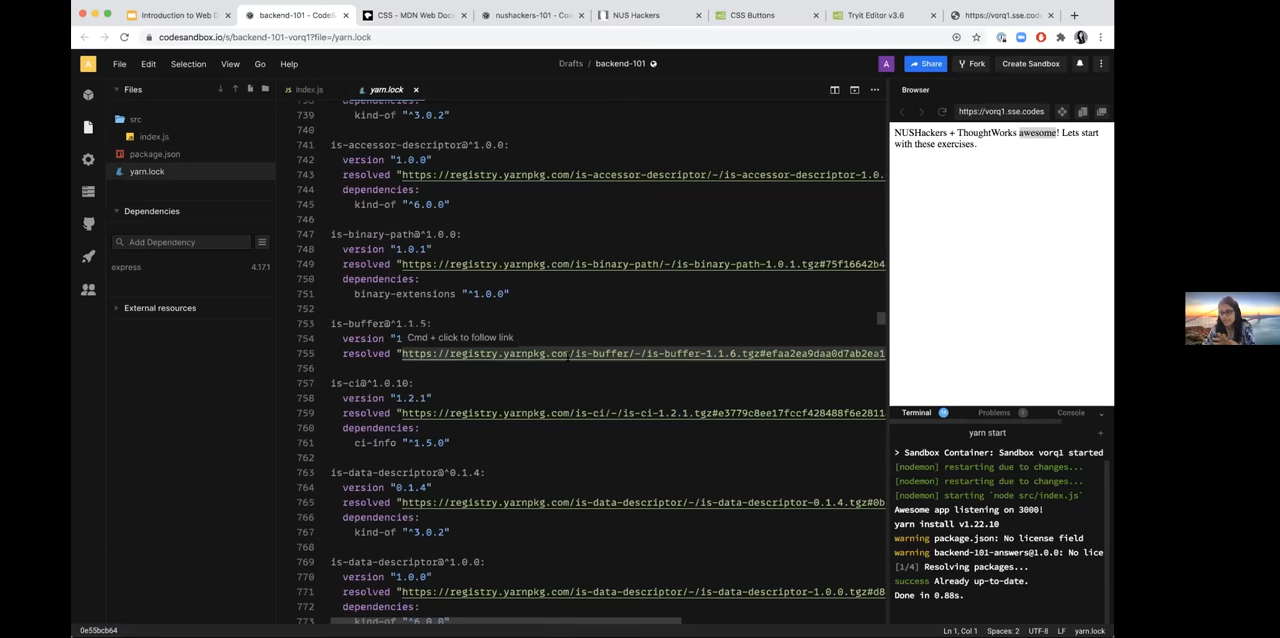 Introduction to Web D
backend-101 - CodeS
CSS - MDN Web Doc
nushackers-101 - Co
NUS Hackers
CSS Buttons
Tryit Editor v3.6
https://vorq1.sse.cod
codesandbox.io/s/backend-101-vorq1?file=/yarn.lock
A
File
Edit
Selection
View
Go
Help
Drafts / backend-101
A
Share
Fork
Create Sandbox
Files
src
index.js
package.json
yarn.lock
Dependencies
Add Dependency
express
4.17.1
External resources
index.js
yarn.lock
dependencies:
739 kind-of "^3.0.2"
740
741 is-accessor-descriptor@^1.0.0:
742 version "1.0.0"
743 resolved "https://registry.yarnpkg.com/is-accessor-descriptor/-/is-accessor-descriptor-1.0.
744 dependencies:
745 kind-of "^6.0.0"
746
747 is-binary-path@^1.0.0:
748 version "1.0.1"
749 resolved "https://registry.yarnpkg.com/is-binary-path/-/is-binary-path-1.0.1.tgz#75f16642b4
750 dependencies:
751 binary-extensions "^1.0.0"
752
753 is-buffer@^1.1.5:
754 version "1
Cmd + click to follow link
755 resolved "https://registry.yarnpkg.com/is-buffer/-/is-buffer-1.1.6.tgz#efaa2ea9daa0d7ab2ea1
756
757 is-ci@^1.0.10:
758 version "1.2.1"
759 resolved "https://registry.yarnpkg.com/is-ci/-/is-ci-1.2.1.tgz#e3779c8ee17fccf428488f6e2811
760 dependencies:
761 ci-info "^1.5.0"
762
763 is-data-descriptor@^0.1.4:
764 version "0.1.4"
765 resolved "https://registry.yarnpkg.com/is-data-descriptor/-/is-data-descriptor-0.1.4.tgz#0b
766 dependencies:
767 kind-of "^3.0.2"
768
769 is-data-descriptor@^1.0.0:
770 version "1.0.0"
771 resolved "https://registry.yarnpkg.com/is-data-descriptor/-/is-data-descriptor-1.0.0.tgz#d8
772 dependencies:
773 kind-of "^6.0.0"
Browser
https://vorq1.sse.codes
NUSHackers + ThoughtWorks awesome! Lets start
with these exercises.
Terminal
Problems
Console
yarn start
> Sandbox Container: Sandbox vorq1 started
[nodemon] restarting due to changes...
[nodemon] restarting due to changes...
[nodemon] starting `node src/index.js`
Awesome app listening on 3000!
yarn install v1.22.10
warning package.json: No license field
warning backend-101-answers@1.0.0: No lice
[1/4] Resolving packages...
success Already up-to-date.
Done in 0.88s.
0e55bcb64
Ln 1, Col 1
Spaces: 2
UTF-8
LF
yarn.lock